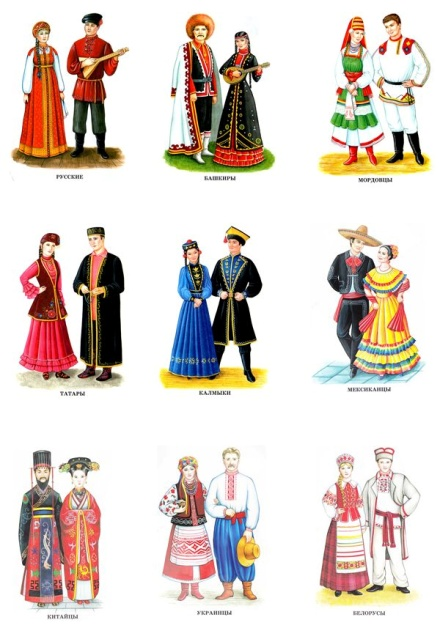 РУССКИЕ
БАШКИРЫ
МОРДОВЦЫ
ТАТАРЫ
КАЛМЫКИ
МЕКСИКАНЦЫ
КИТАЙЦЫ
УКРАИНЦЫ
БЕЛОРУСЫ